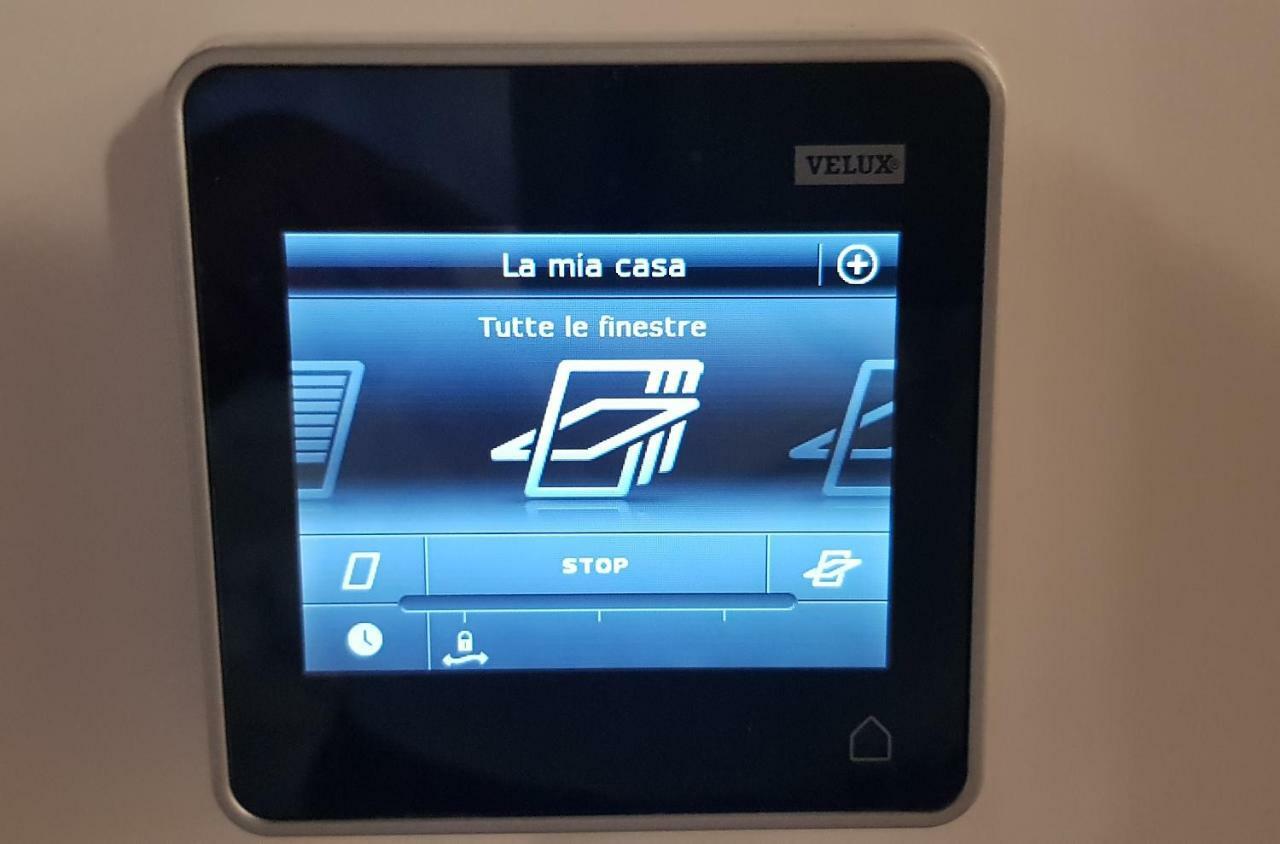 VELUX®
La mia casa
Tutte le finestre
STOP